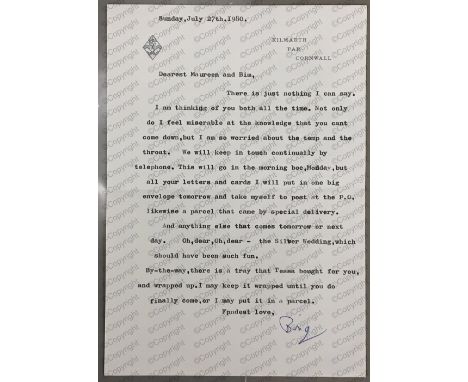 Sunday, July 27th.1980.
KILMARTH
PAR
CORNWALL
Dearest Maureen and Bim,
There is just nothing I can say.
I am thinking of you both all the time. Not only
do I feel miserable at the knowledge that you cant
come down,but I am so worried about the temp and the
throat. We will keep in touch continually by
telephone. This will go in the morning boc,Monday,but
all your letters and cards I will put in one big
envelope tomorrow and take myself to post at the P.O,
likewise a parcel that came by special delivery.
And anything else that comes tomorrow or next
day. Oh,dear,Oh,dear - the Silver Wedding,which
should have been such fun.
By-the-way,there is a tray that Tessa bought for you,
and wrapped up.I may keep it wrapped until you do
finally come,or I may put it in a parcel.
Fpndest love,
Bing